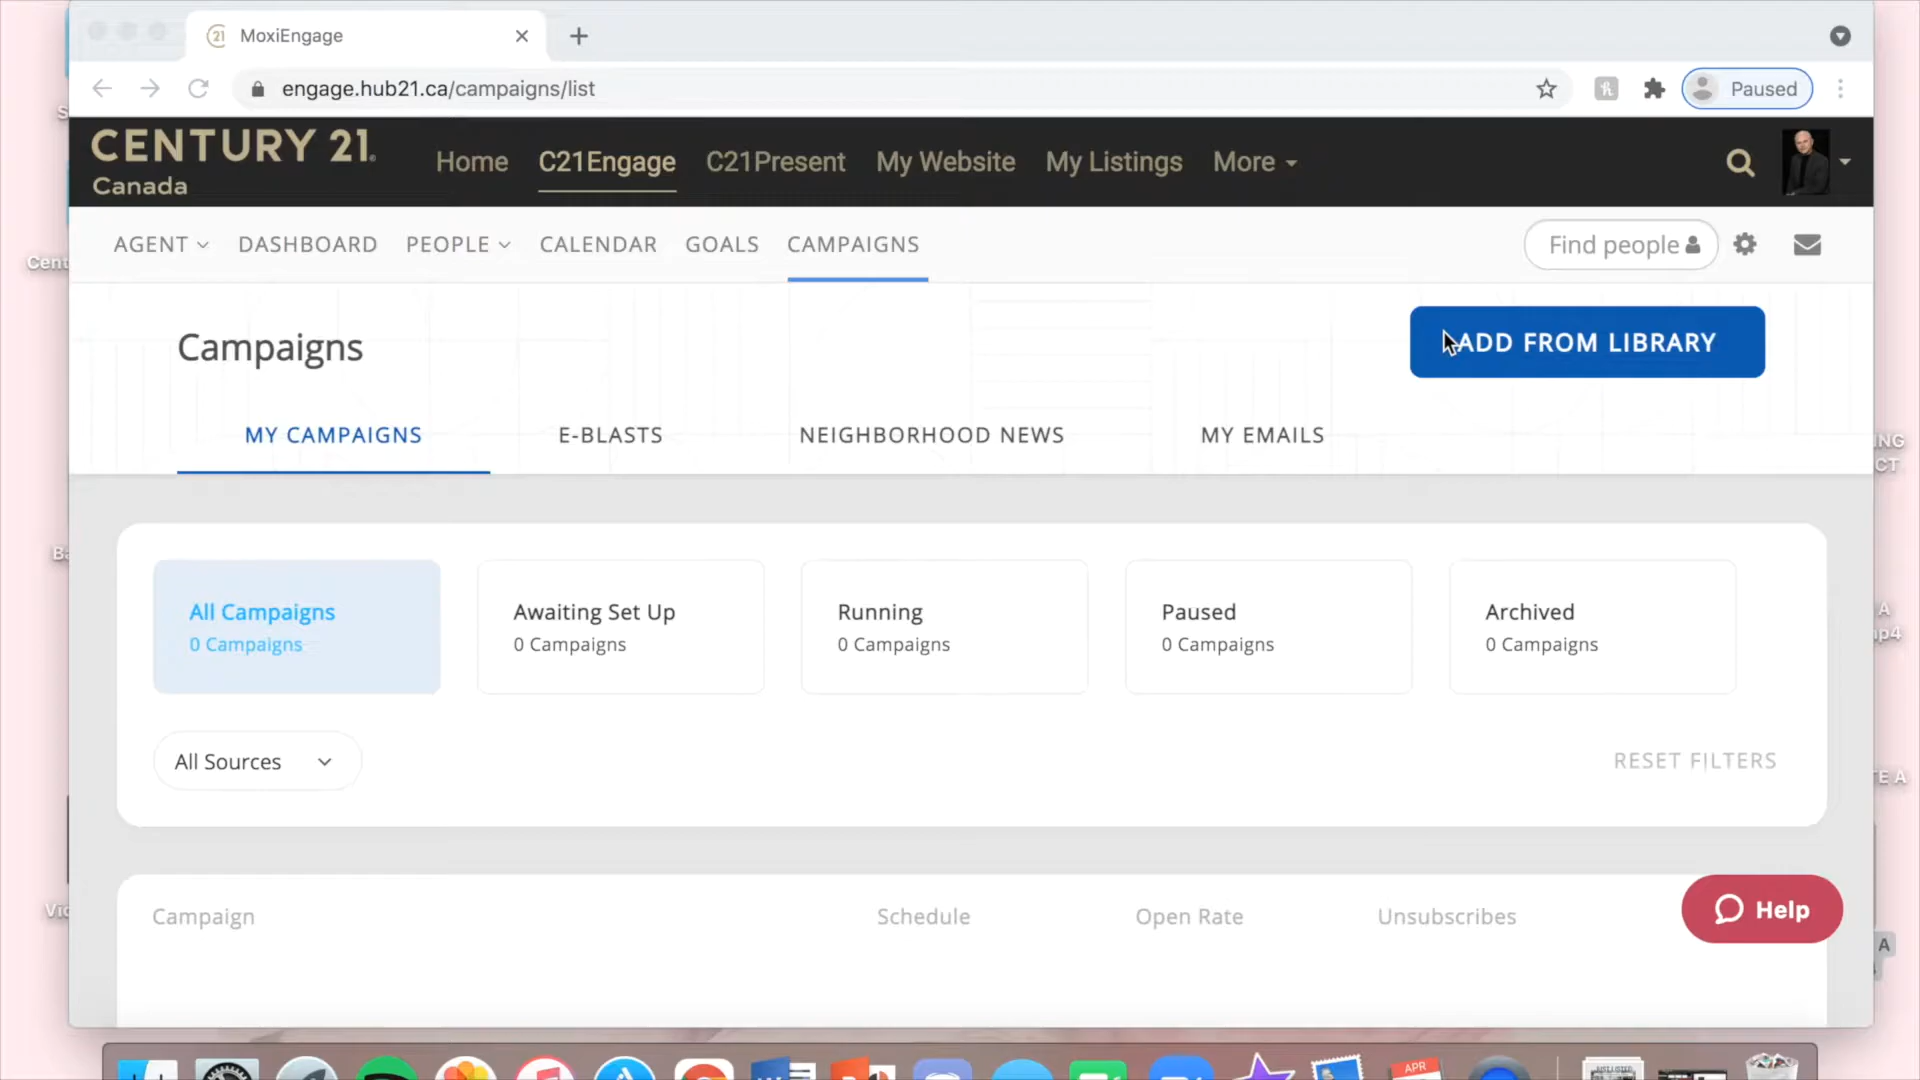 MoxiEngage
engage.hub21.ca/campaigns/list
Paused
CENTURY 21®
Canada
Home
C21Engage
C21Present
My Website
My Listings
More
AGENT
DASHBOARD
PEOPLE
CALENDAR
GOALS
CAMPAIGNS
Find people
Campaigns
ADD FROM LIBRARY
MY CAMPAIGNS
E-BLASTS
NEIGHBORHOOD NEWS
MY EMAILS
All Campaigns
0 Campaigns
Awaiting Set Up
0 Campaigns
Running
0 Campaigns
Paused
0 Campaigns
Archived
0 Campaigns
All Sources
RESET FILTERS
Campaign
Schedule
Open Rate
Unsubscribes
Help
APR